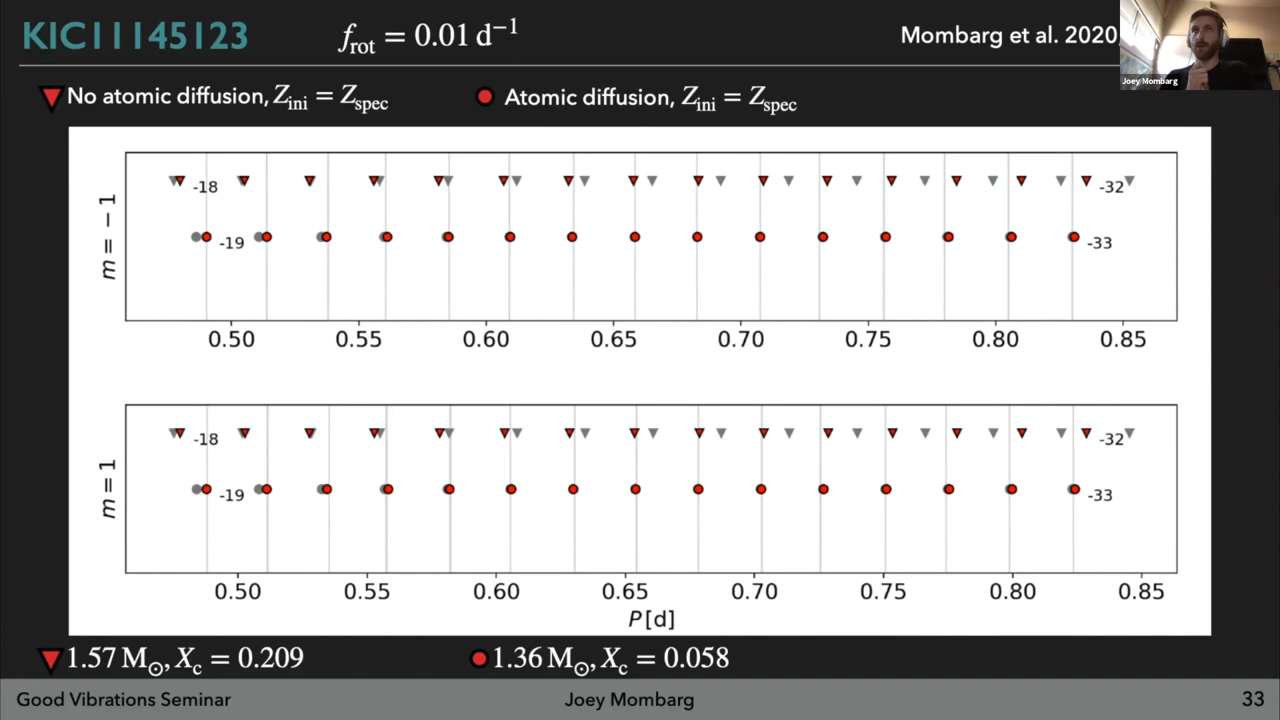 KIC11145123
f_rot = 0.01 d⁻¹
Mombarg et al. 2020
Joey Mombarg
No atomic diffusion, Z_ini = Z_spec
Atomic diffusion, Z_ini = Z_spec
m = −1
-18
-32
-19
-33
0.50 0.55 0.60 0.65 0.70 0.75 0.80 0.85
m = 1
-18
-32
-19
-33
0.50 0.55 0.60 0.65 0.70 0.75 0.80 0.85
P [d]
1.57 M_⊙, X_c = 0.209
1.36 M_⊙, X_c = 0.058
Good Vibrations Seminar
Joey Mombarg
33